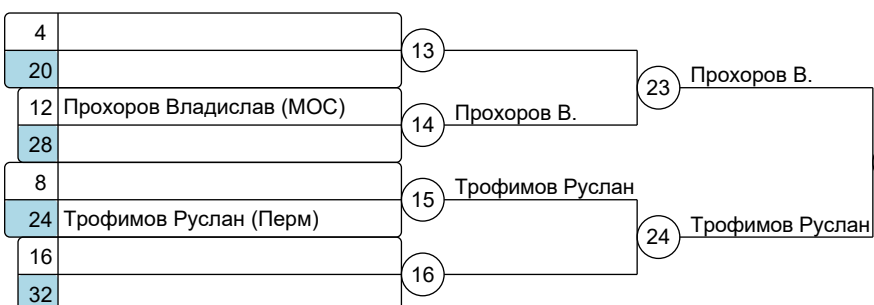 4
20
13
12 Прохоров Владислав (МОС)
28
14
Прохоров В.
23
Прохоров В.
8
24 Трофимов Руслан (Перм)
15
Трофимов Руслан
16
32
16
24
Трофимов Руслан